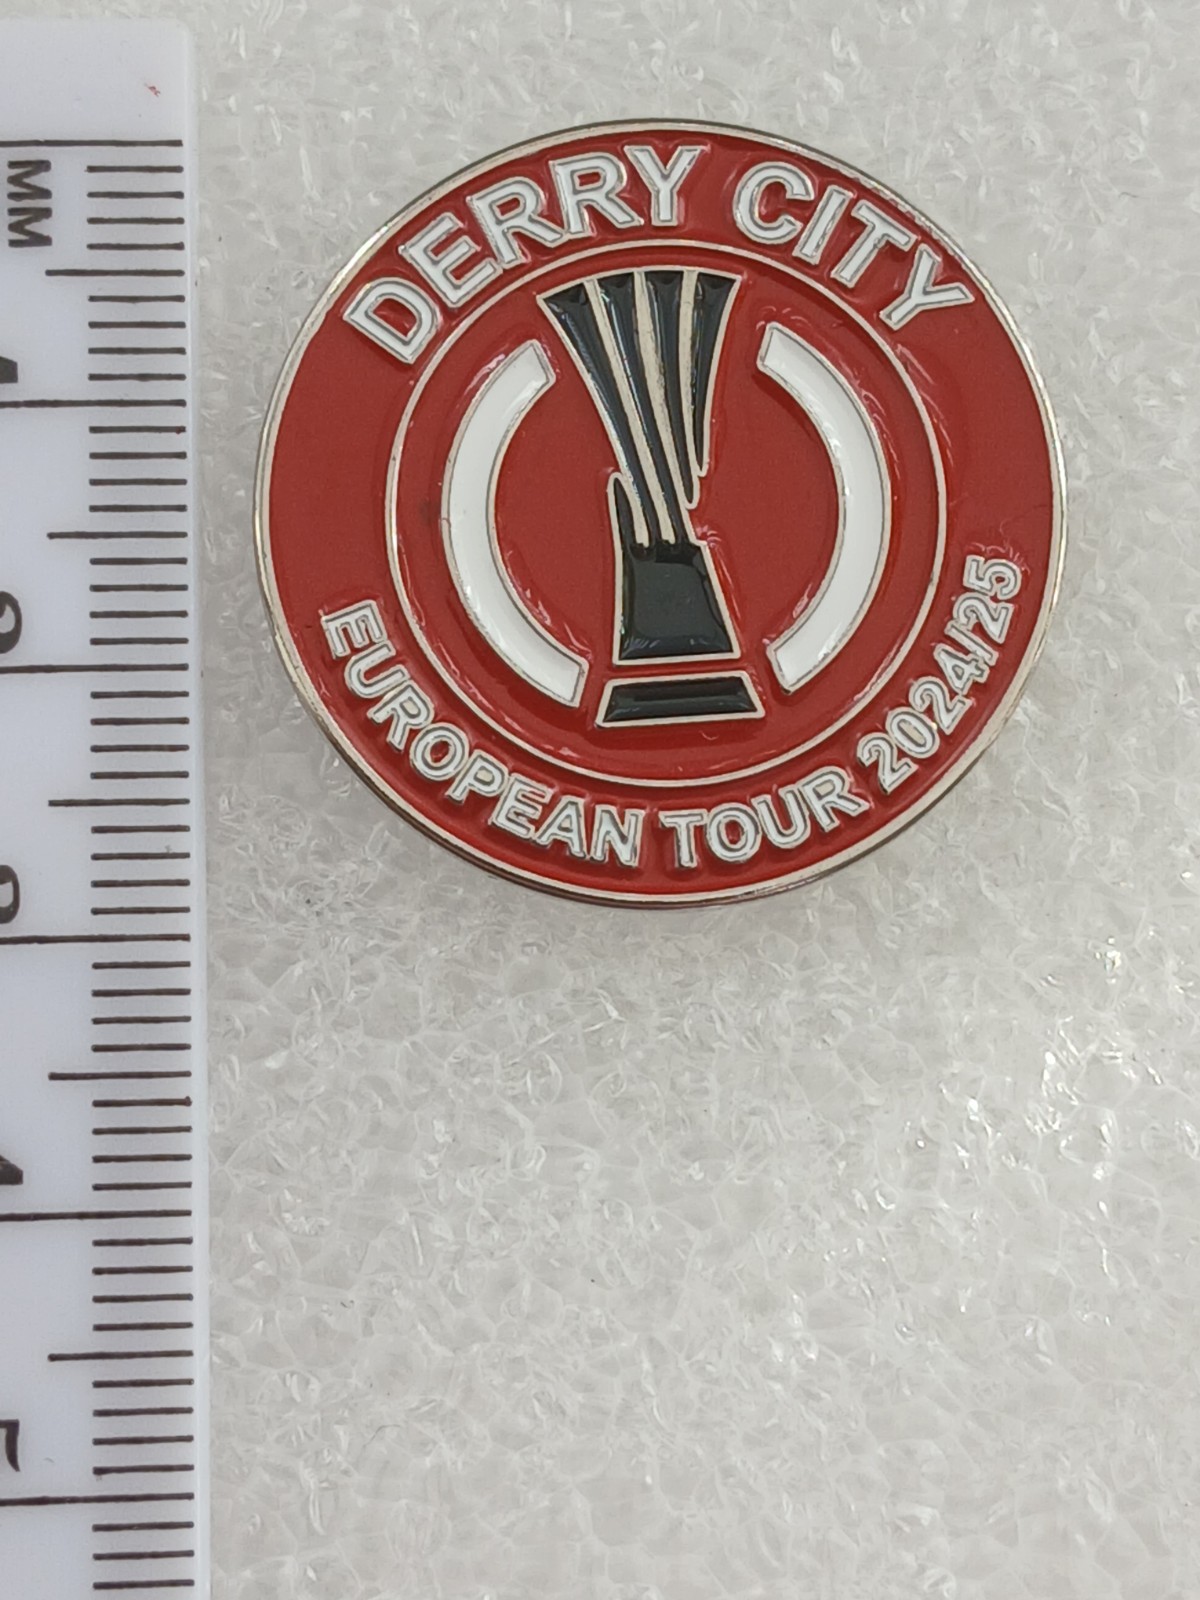 MM
DERRY CITY
EUROPEAN TOUR 2024/25